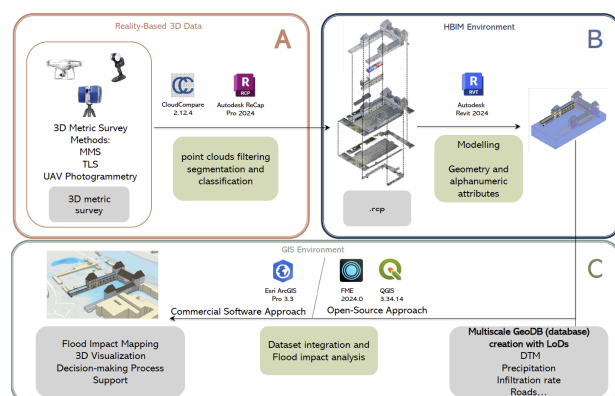 Reality-Based 3D Data
A
CloudCompare
2.12.4
RCP
Autodesk ReCap
Pro 2024
3D Metric Survey
Methods:
MMS
TLS
UAV Photogrammetry
3D metric
survey
point clouds filtering
segmentation and
classification
HBIM Environment
B
.rcp
R
RVT
Autodesk
Revit 2024
Modelling
Geometry and
alphanumeric
attributes
GIS Environment
C
Esri ArcGIS
Pro 3.3
FME
2024.0
QGIS
3.34.14
Commercial Software Approach
Open-Source Approach
Flood Impact Mapping
3D Visualization
Decision-making Process
Support
Dataset integration and
Flood impact analysis
Multiscale GeoDB (database)
creation with LoDs
DTM
Precipitation
Infiltration rate
Roads...